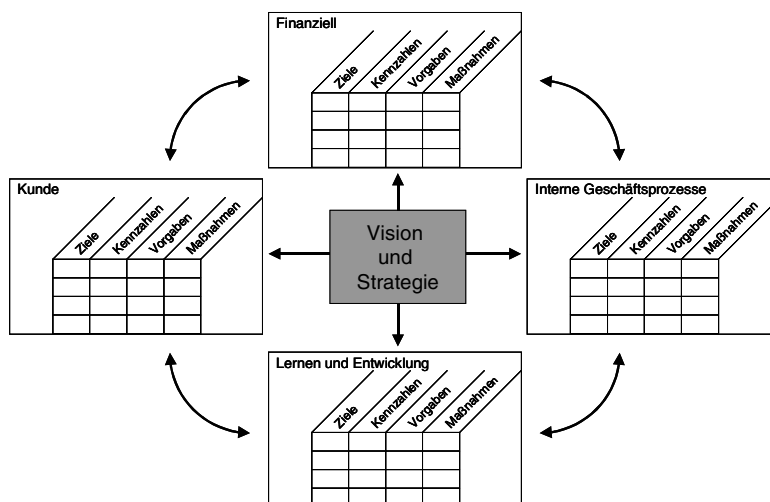 Finanziell
Ziele
Kennzahlen
Vorgaben
Maßnahmen
Kunde
Ziele
Kennzahlen
Vorgaben
Maßnahmen
Vision
und
Strategie
Interne Geschäftsprozesse
Ziele
Kennzahlen
Vorgaben
Maßnahmen
Lernen und Entwicklung
Ziele
Kennzahlen
Vorgaben
Maßnahmen